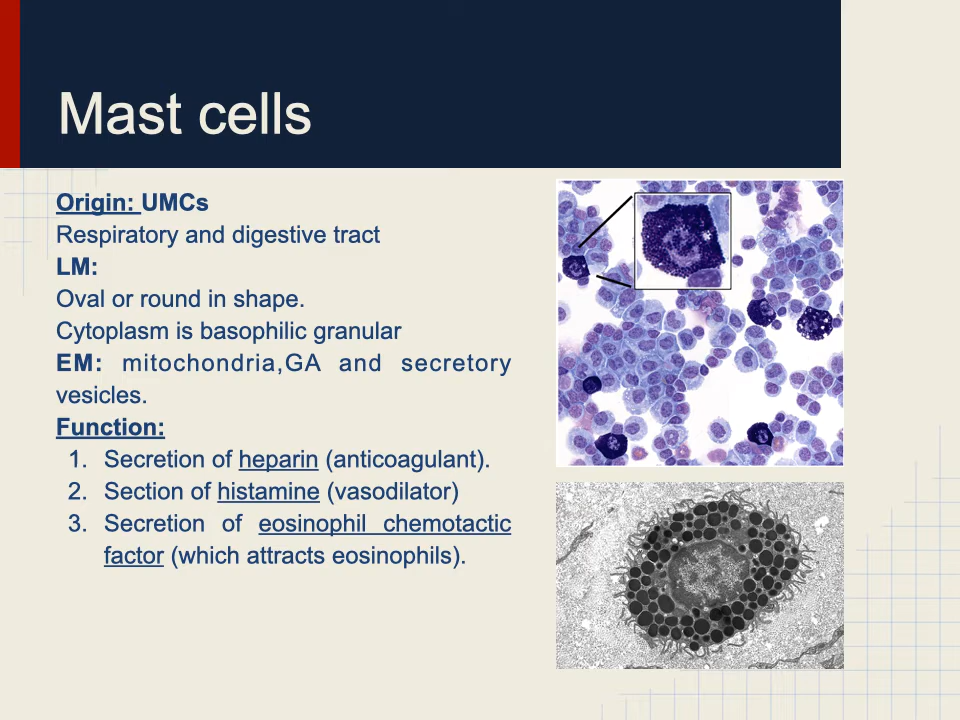 Mast cells
Origin: UMCs
Respiratory and digestive tract
LM:
Oval or round in shape.
Cytoplasm is basophilic granular
EM: mitochondria,GA and secretory
vesicles.
Function:
1. Secretion of heparin (anticoagulant).
2. Section of histamine (vasodilator)
3. Secretion of eosinophil chemotactic
factor (which attracts eosinophils).